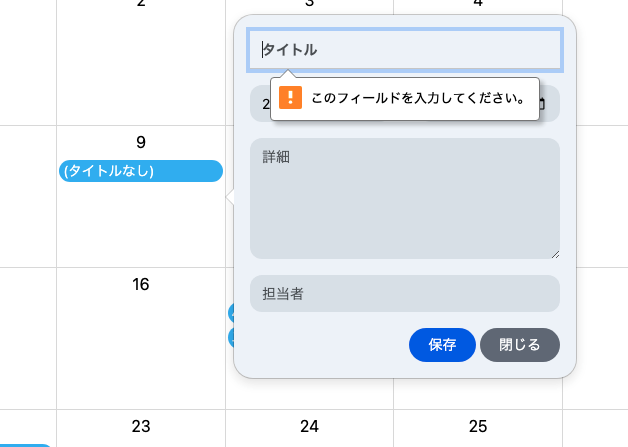 2
3
4
タイトル
このフィールドを入力してください。
2
9
(タイトルなし)
詳細
16
担当者
保存
閉じる
23
24
25